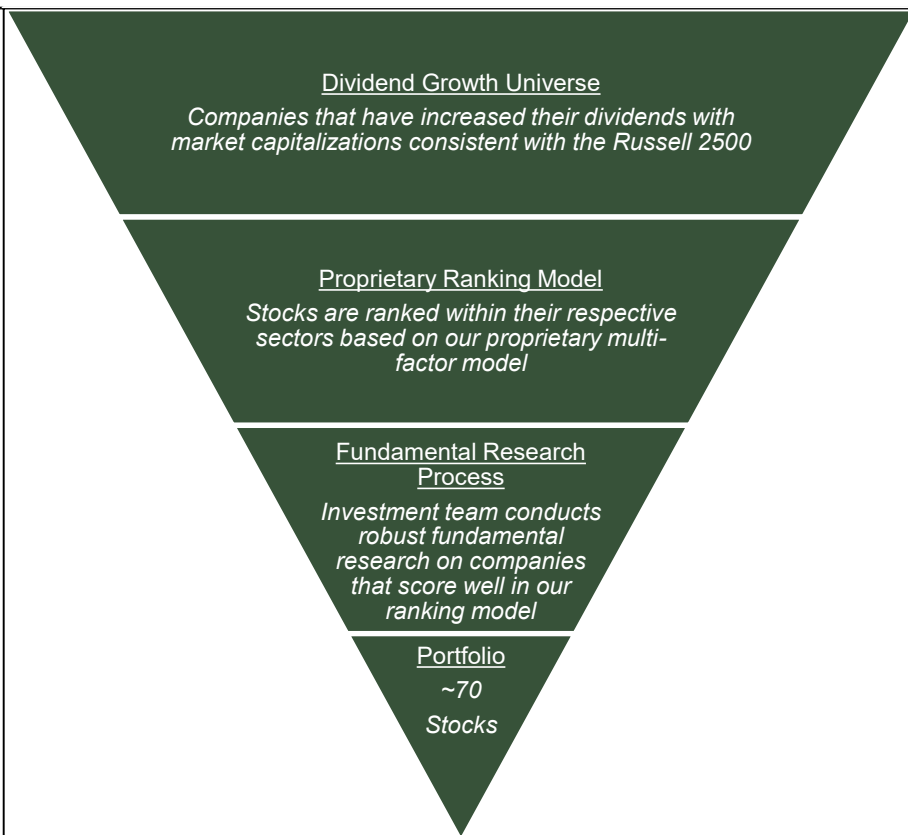 Dividend Growth Universe
Companies that have increased their dividends with
market capitalizations consistent with the Russell 2500
Proprietary Ranking Model
Stocks are ranked within their respective
sectors based on our proprietary multi-
factor model
Fundamental Research
Process
Investment team conducts
robust fundamental
research on companies
that score well in our
ranking model
Portfolio
~70
Stocks